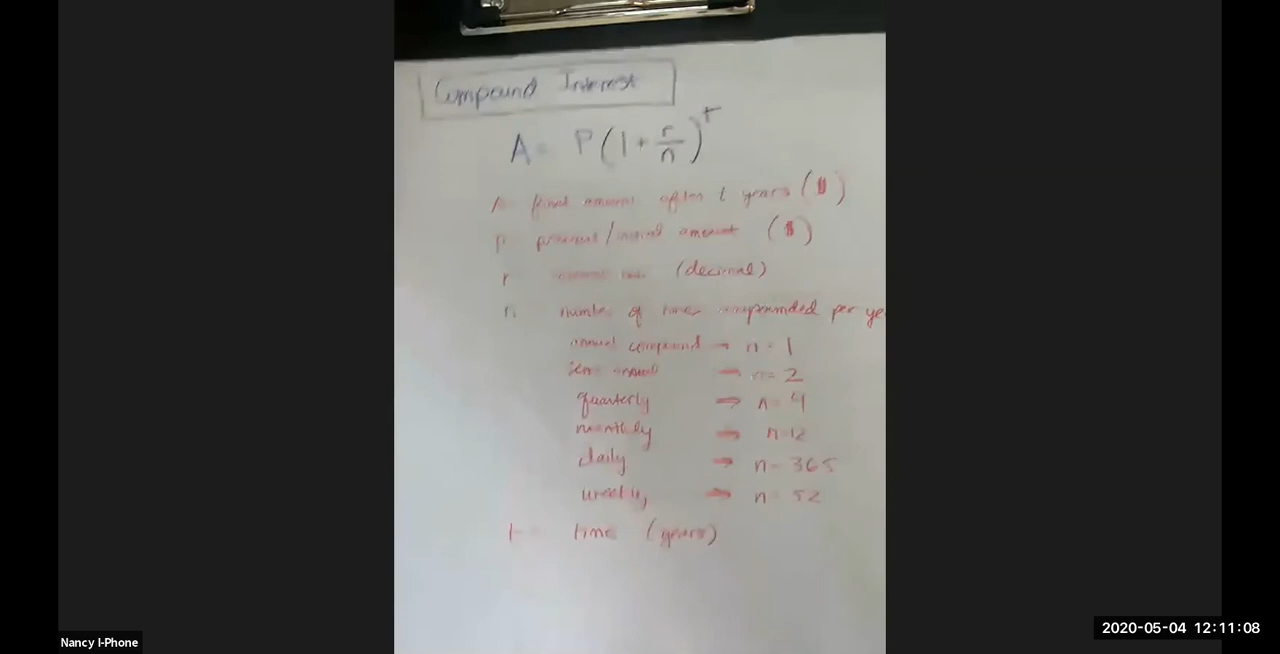 Compound Interest
A = P(1 + r/n)^t
A final amount after t years ($)
P present/initial amount ($)
r (decimal)
n number of times compounded per ye
annual compound → n = 1
semi annual → n = 2
quarterly → n = 4
monthly → n = 12
daily → n = 365
weekly → n = 52
t = time (years)
Nancy I-Phone
2020-05-04 12:11:08